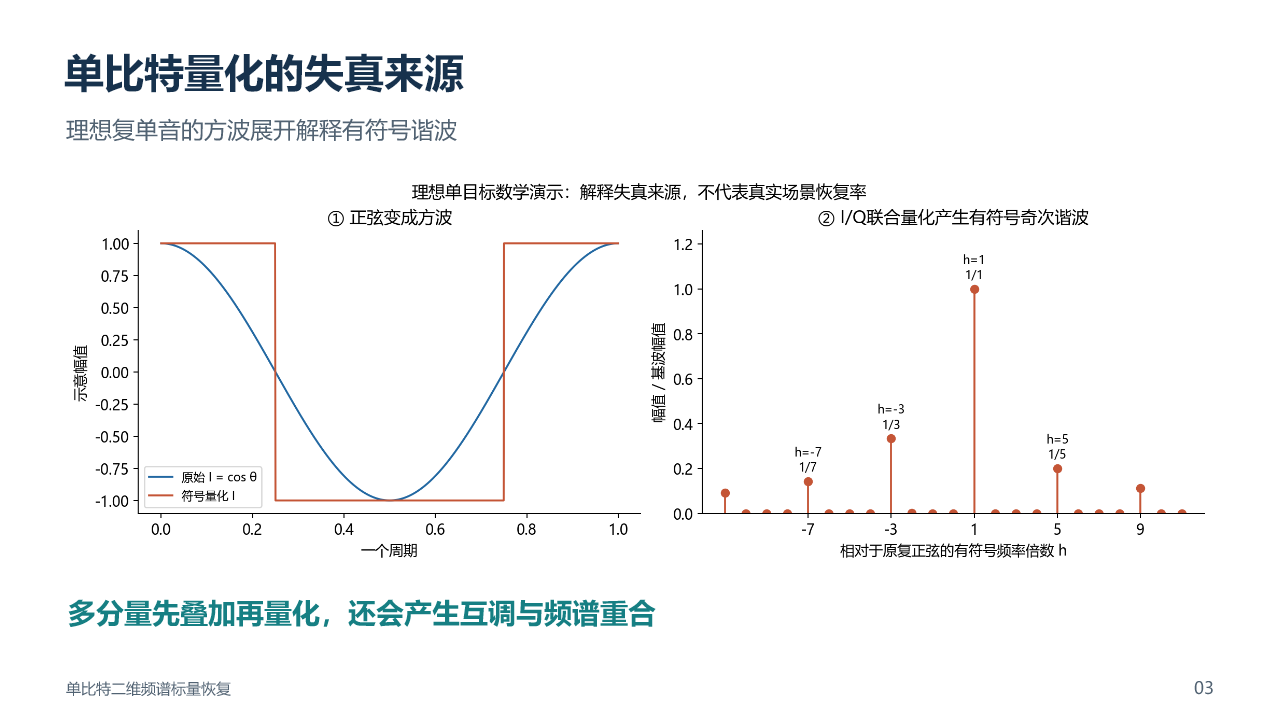 单比特量化的失真来源
理想复单音的方波展开解释有符号谐波
理想单目标数学演示：解释失真来源，不代表真实场景恢复率
① 正弦变成方波
1.00
0.75
0.50
0.25
0.00
-0.25
-0.50
-0.75
-1.00
示意幅值
原始 I = cos θ
符号量化 I
0.0 0.2 0.4 0.6 0.8 1.0
一个周期
② I/Q联合量化产生有符号奇次谐波
1.2
1.0
0.8
0.6
0.4
0.2
0.0
幅值 / 基波幅值
h=-7
1/7
h=-3
1/3
h=1
1/1
h=5
1/5
-7 -3 1 5 9
相对于原复正弦的有符号频率倍数 h
多分量先叠加再量化，还会产生互调与频谱重合
单比特二维频谱标量恢复
03